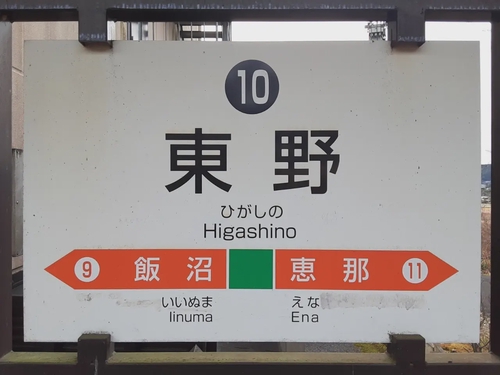 10
東野
ひがしの
Higashino
9 飯沼 恵那 11
いいぬま えな
Iinuma Ena